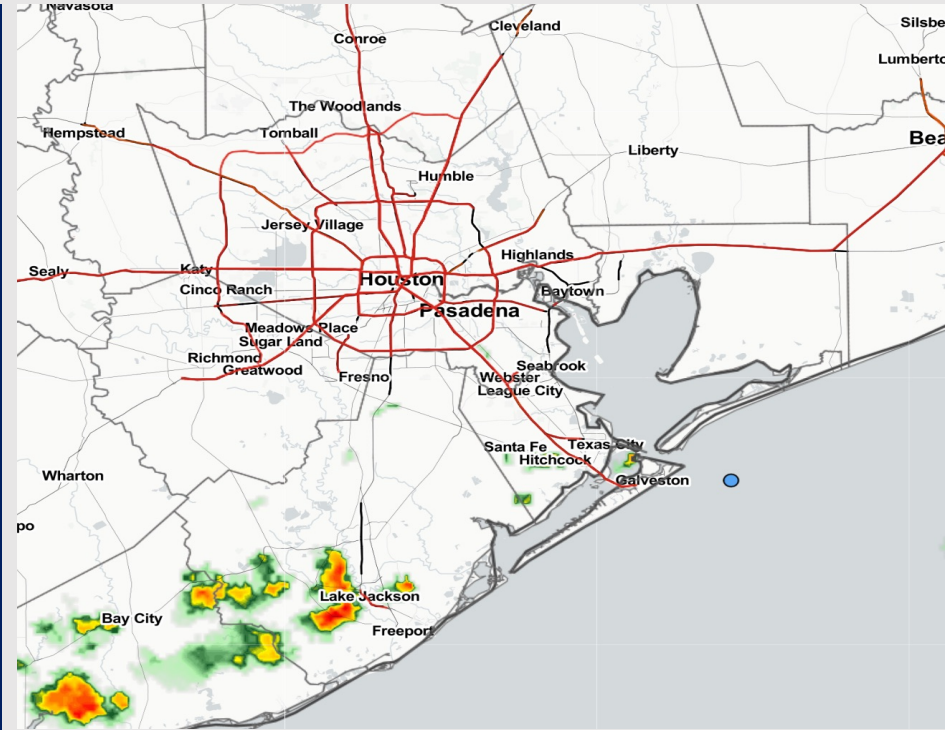 Navasota
Cleveland
Silsbe
Conroe
Lumberto
The Woodlands
Hempstead
Tomball
Bea
Liberty
Humble
Jersey Village
Highlands
Sealy
Katy
Houston
Cinco Ranch
Baytown
Pasadena
Meadows Place
Sugar Land
Richmond
Greatwood
Seabrook
Fresno
Webster
League City
Santa Fe
Texas City
Hitchcock
Wharton
Galveston
po
Lake Jackson
Bay City
Freeport